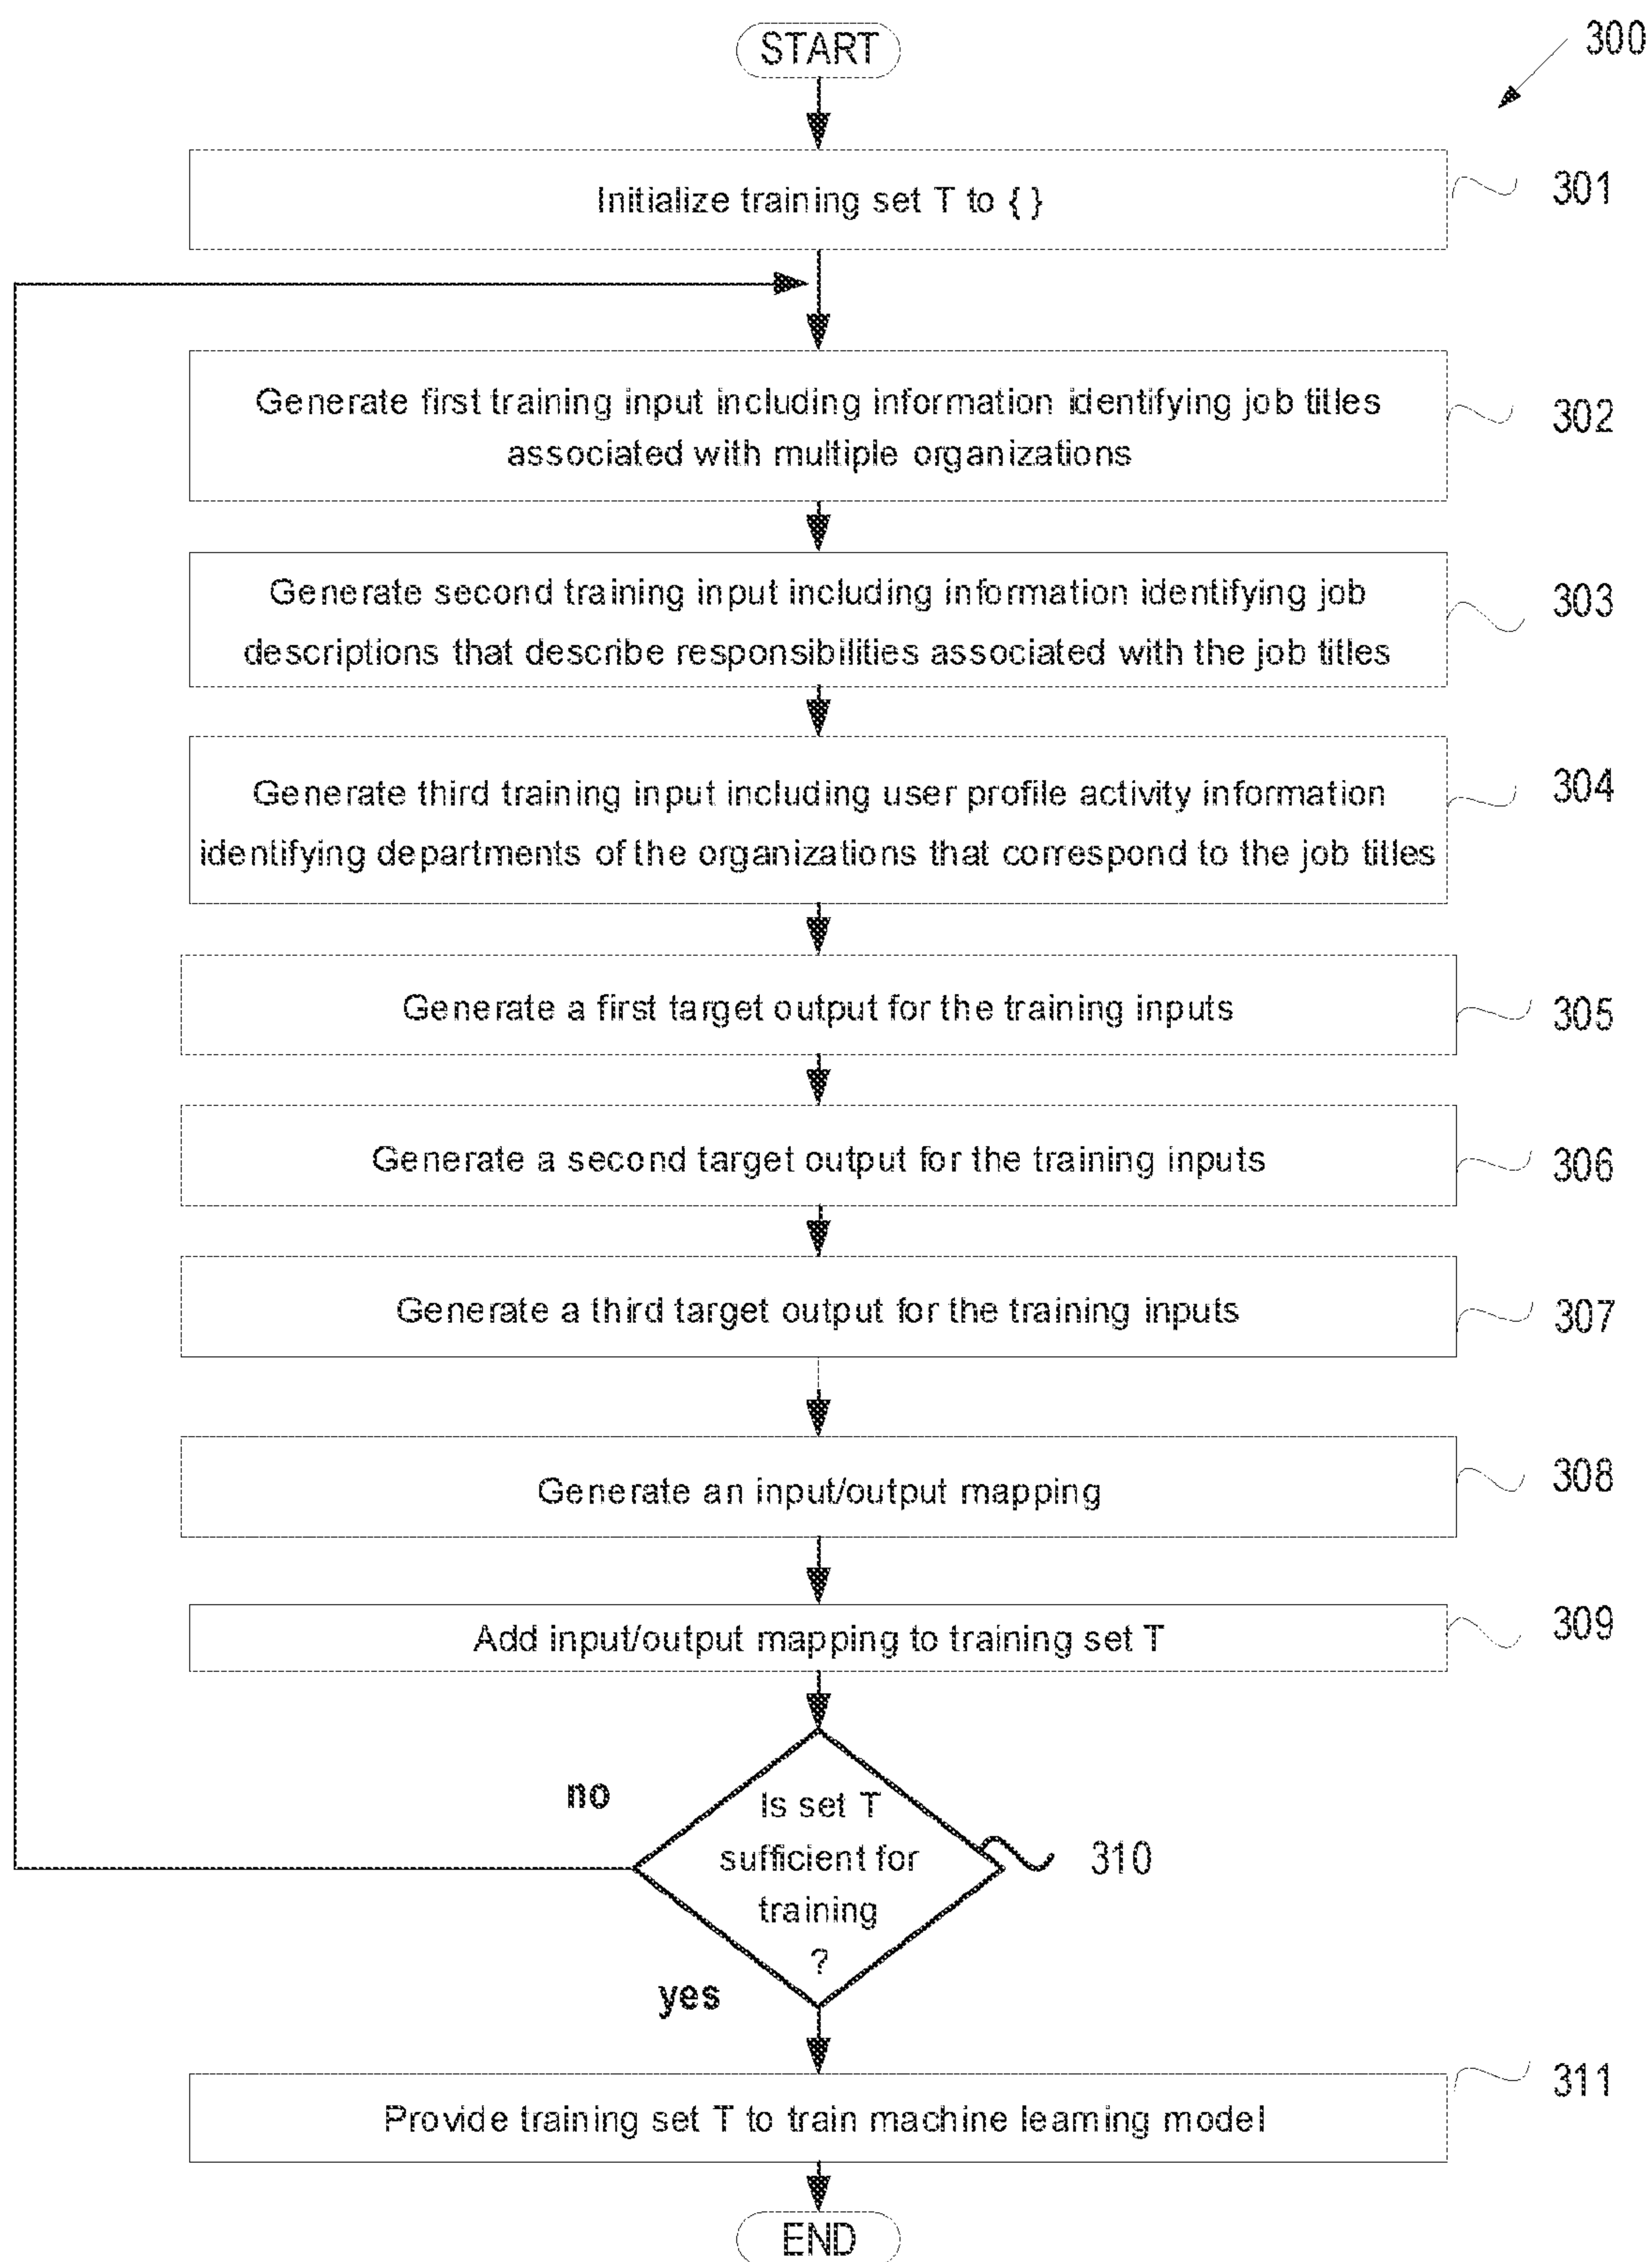 START
300
Initialize training set T to { }
301
Generate first training input including information identifying job titles
associated with multiple organizations
302
Generate second training input including information identifying job
descriptions that describe responsibilities associated with the job titles
303
Generate third training input including user profile activity information
identifying departments of the organizations that correspond to the job titles
304
Generate a first target output for the training inputs
305
Generate a second target output for the training inputs
306
Generate a third target output for the training inputs
307
Generate an input/output mapping
308
Add input/output mapping to training set T
309
no
Is set T
sufficient for
training
?
310
yes
Provide training set T to train machine learning model
311
END